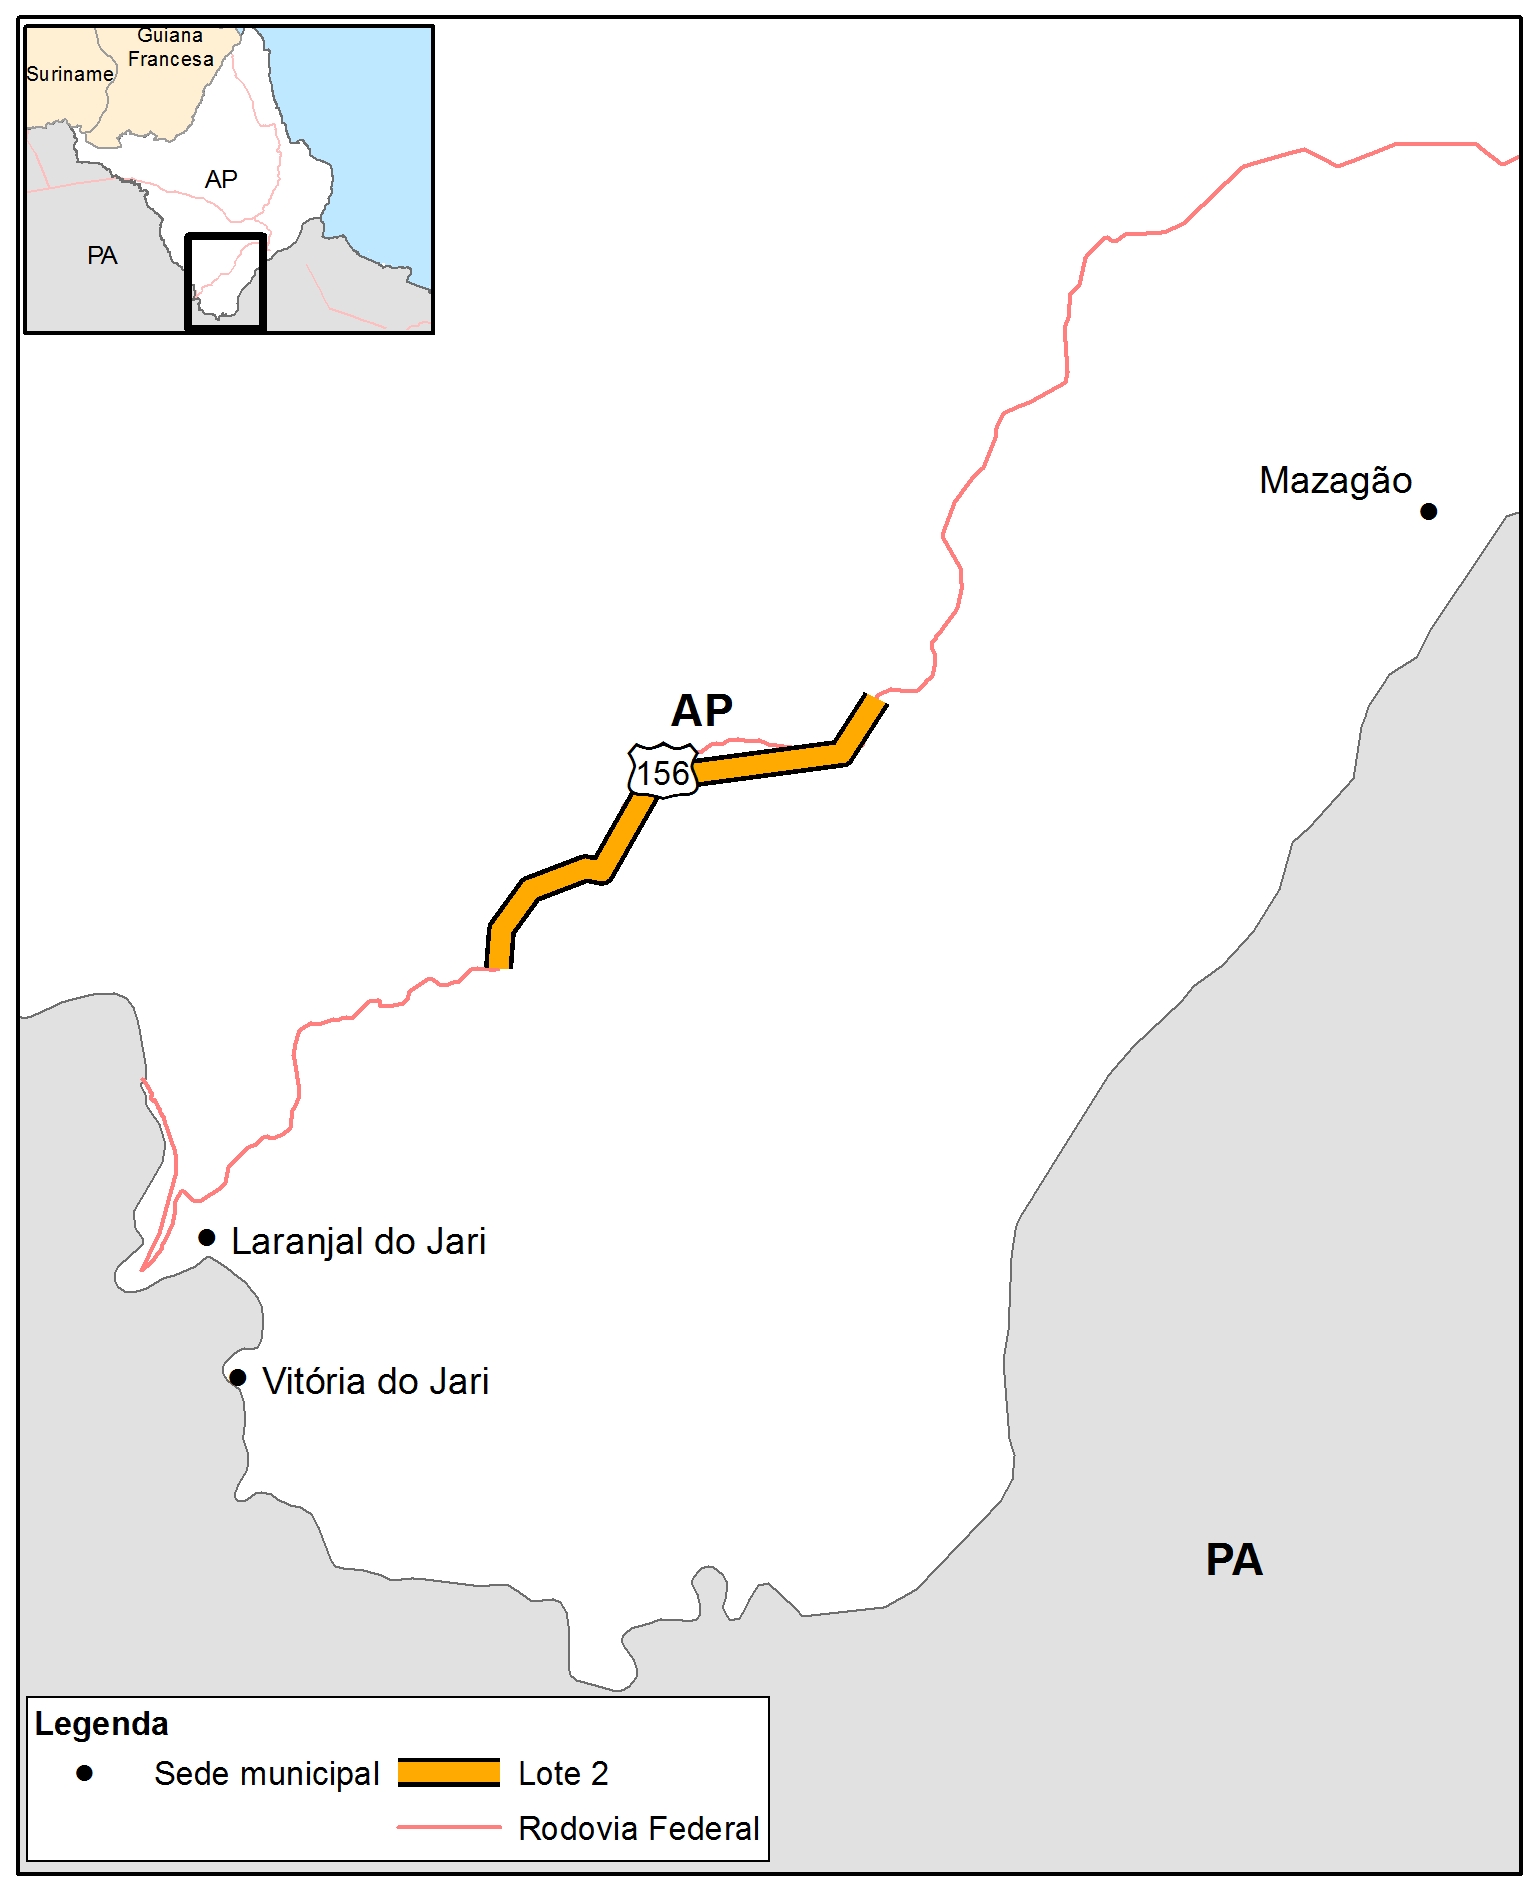 Guiana
Francesa
Suriname
AP
PA
Mazagão
AP
156
Laranjal do Jari
Vitória do Jari
PA
Legenda
Sede municipal
Lote 2
Rodovia Federal